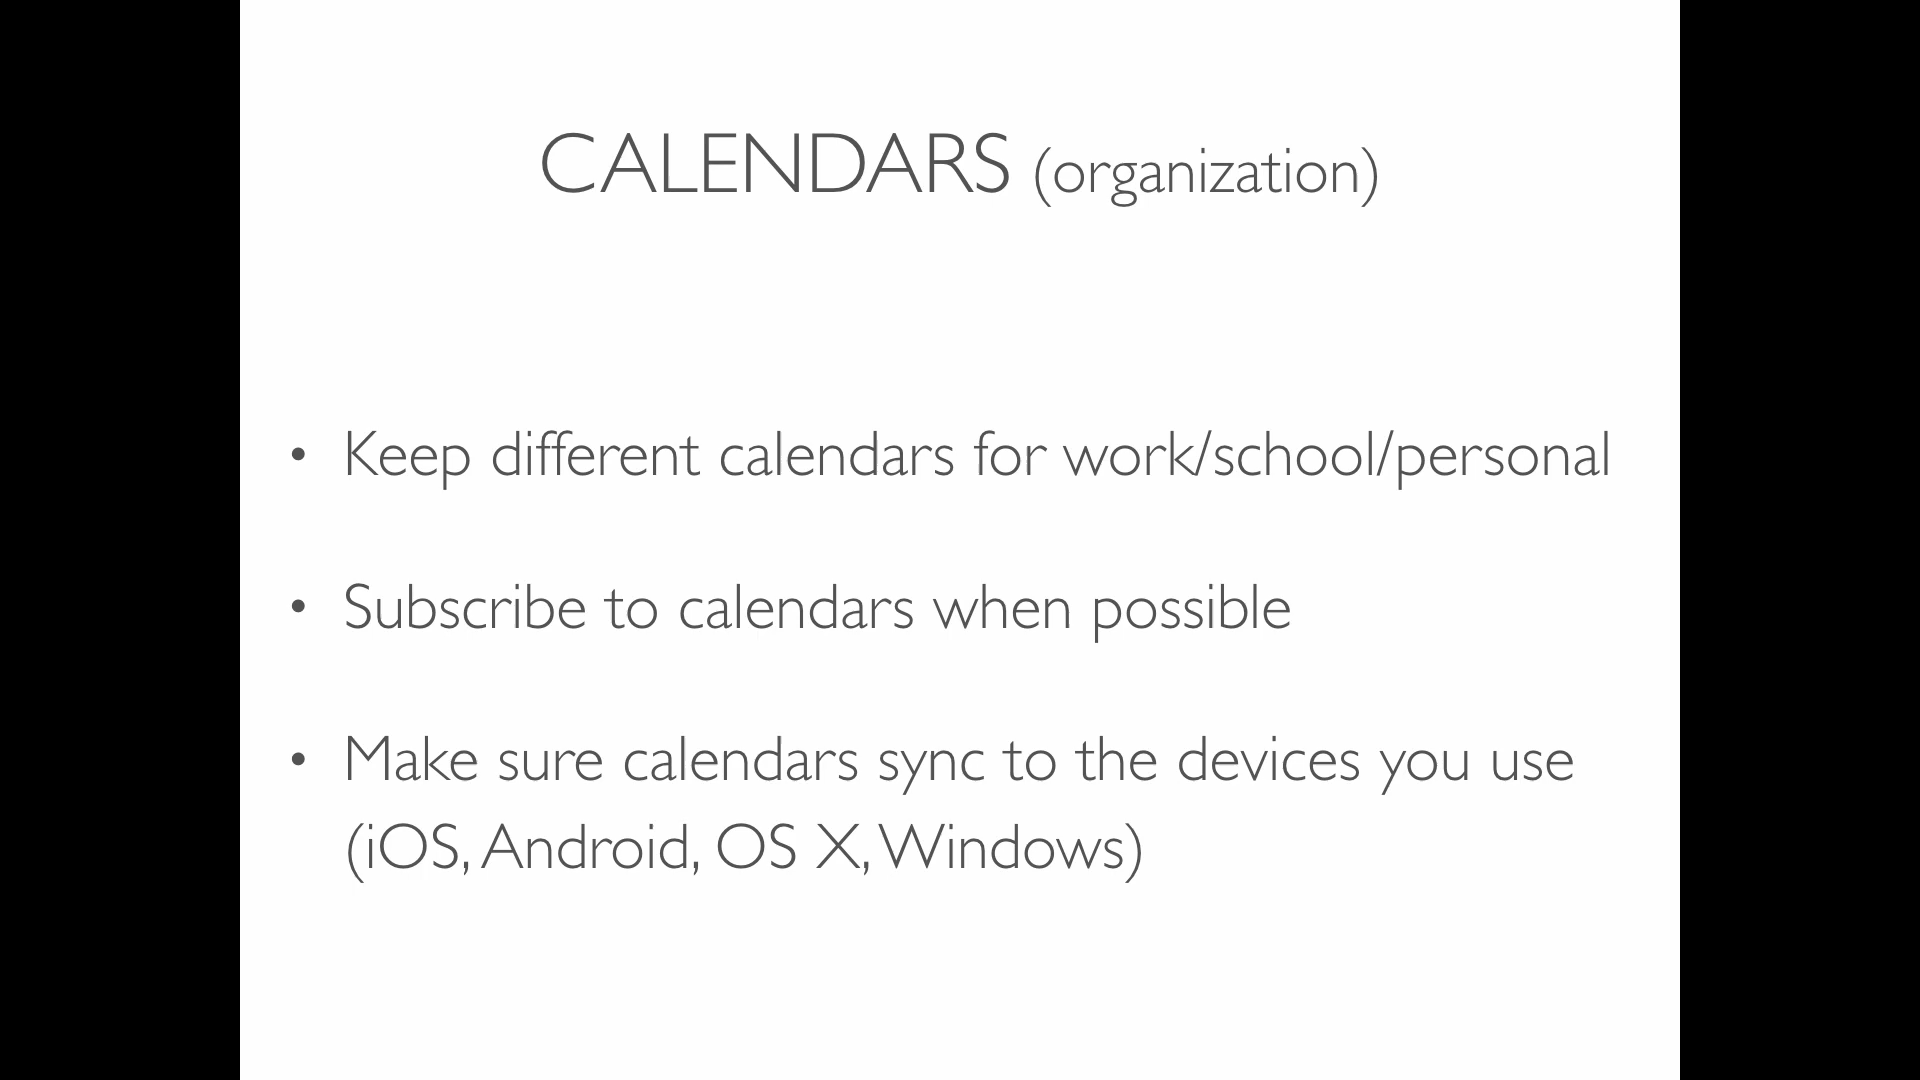 CALENDARS (organization)
• Keep different calendars for work/school/personal
• Subscribe to calendars when possible
• Make sure calendars sync to the devices you use
(iOS, Android, OS X, Windows)